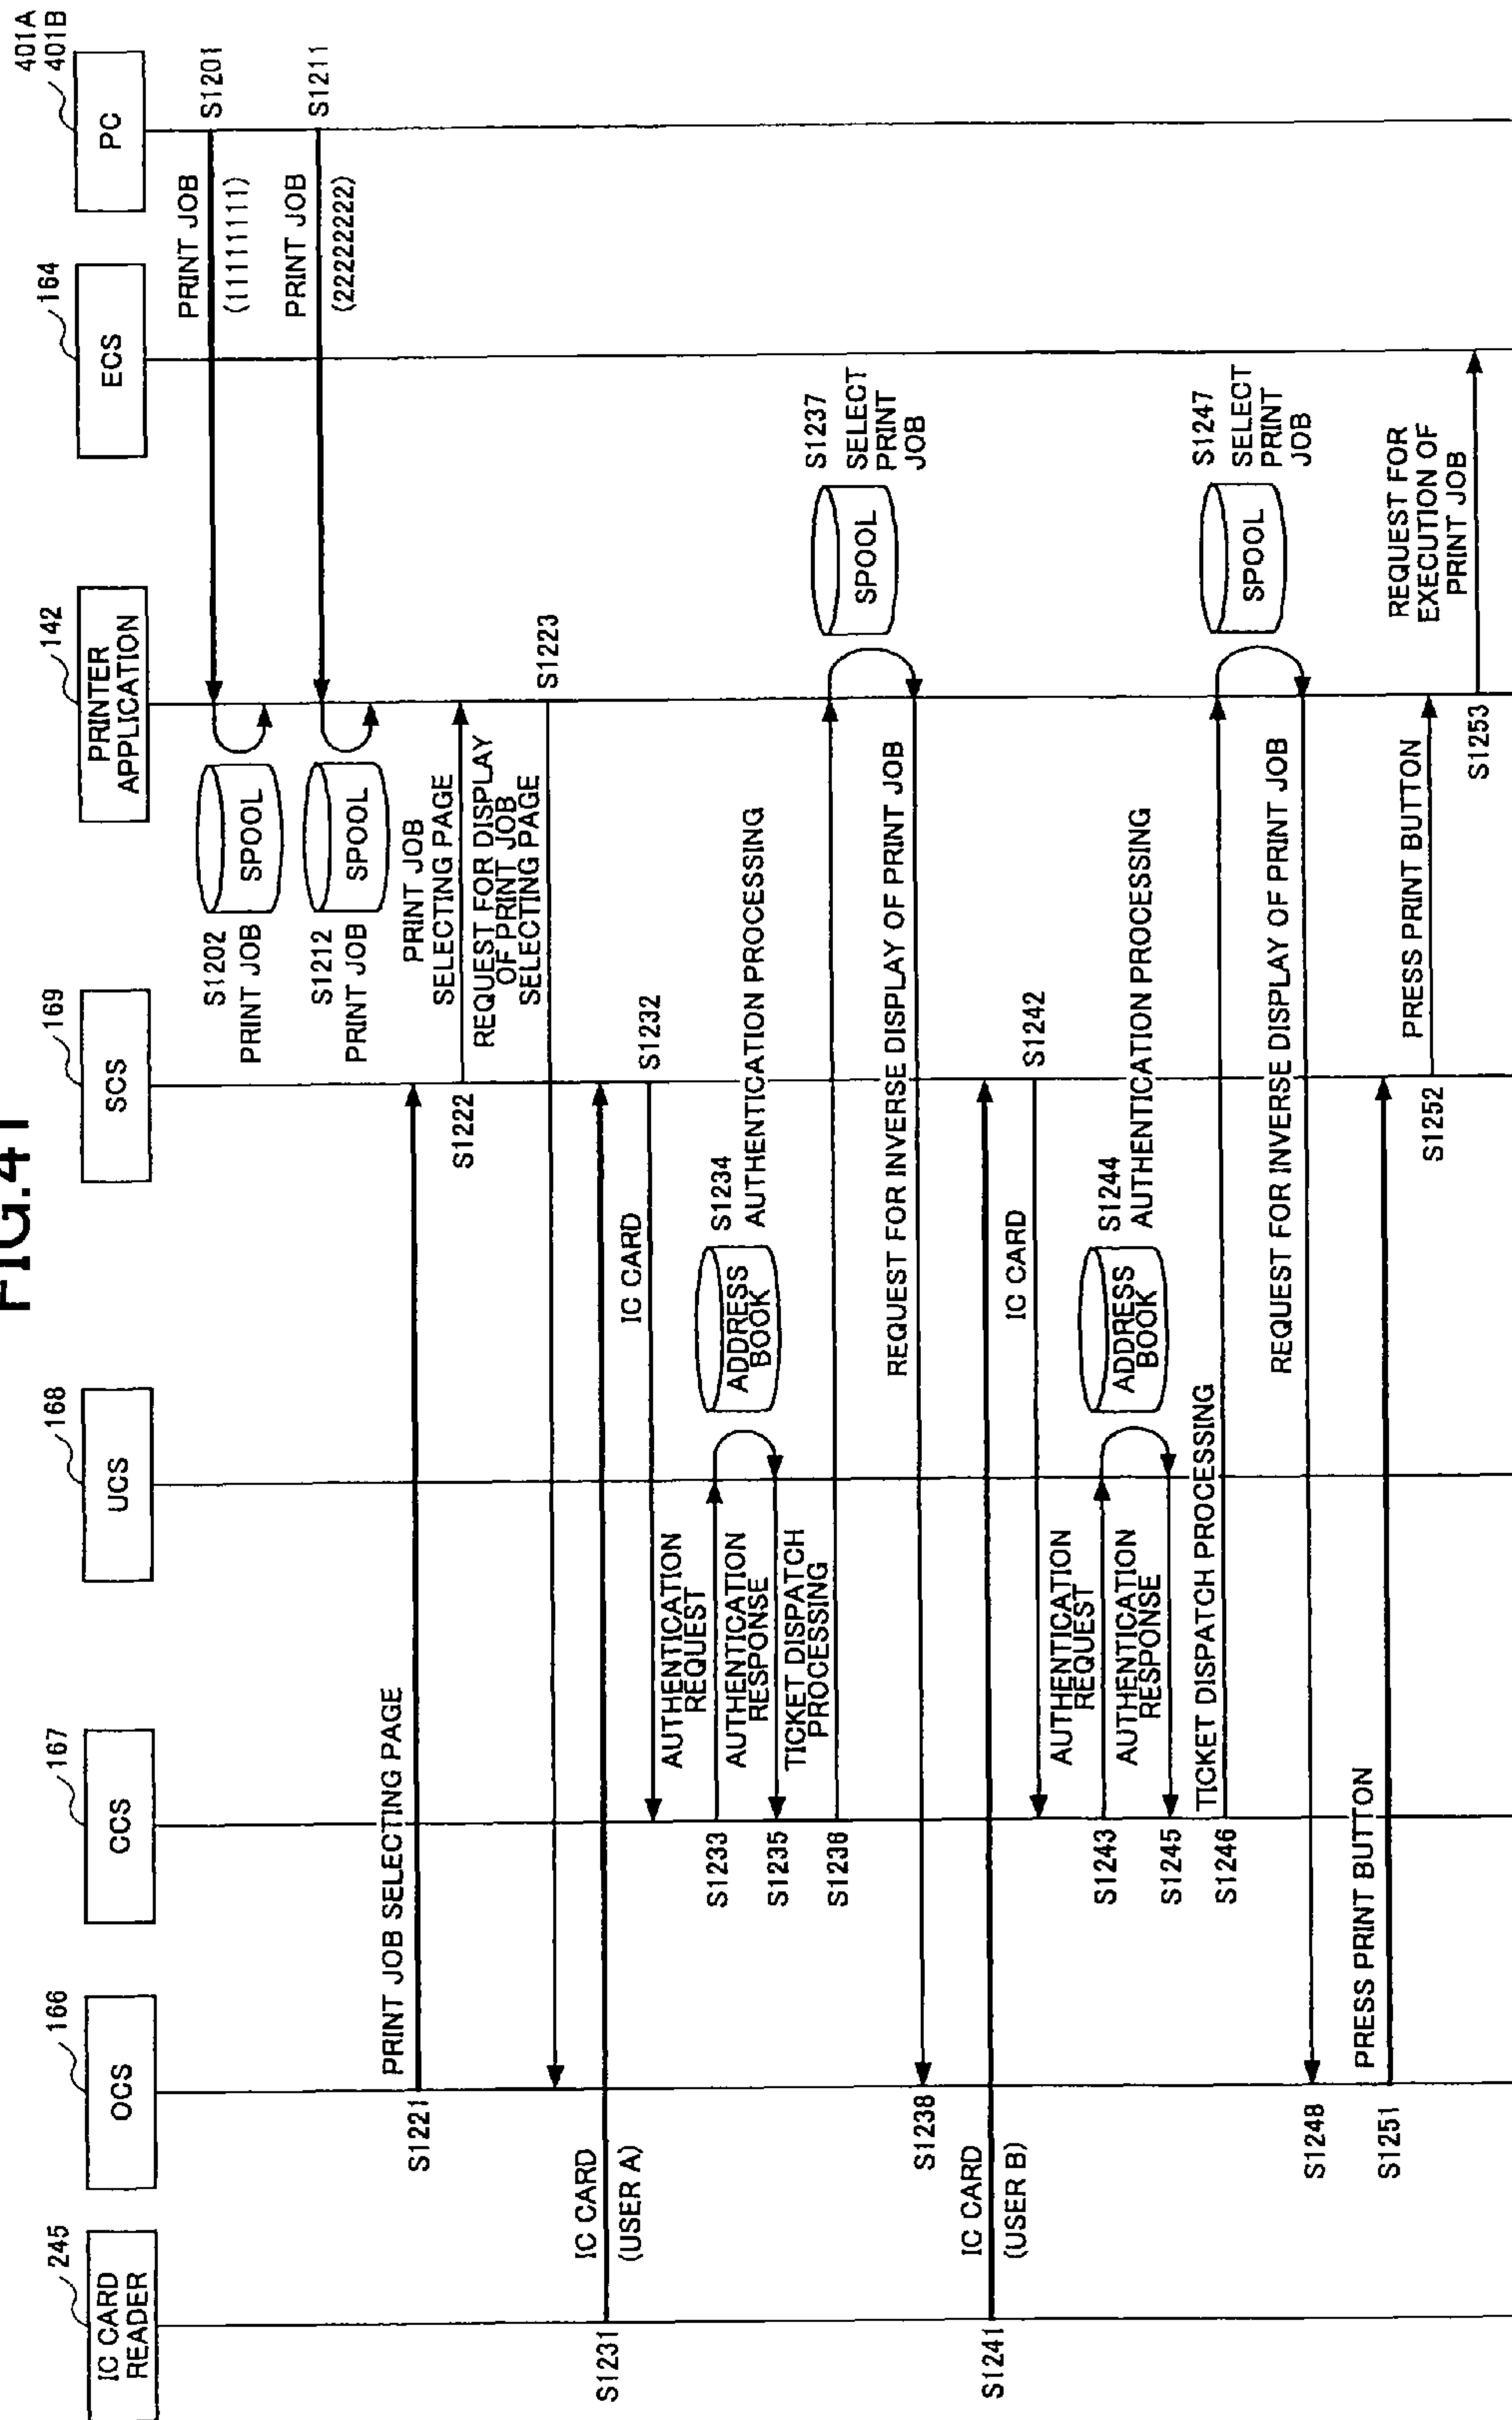 FIG.41
IC CARD
READER
245
OCS
166
CCS
167
UCS
168
SCS
169
PRINTER
APPLICATION
142
ECS
164
PC
401A
401B
PRINT JOB
(11111111)
S1201
SPOOL
S1202
PRINT JOB
PRINT JOB
(22222222)
S1211
SPOOL
S1212
PRINT JOB
S1221
PRINT JOB SELECTING PAGE
PRINT JOB
SELECTING PAGE
S1222
REQUEST FOR DISPLAY
OF PRINT JOB
SELECTING PAGE
S1223
S1231
IC CARD
(USER A)
IC CARD
S1232
AUTHENTICATION
REQUEST
S1233
ADDRESS
BOOK
S1234
AUTHENTICATION PROCESSING
AUTHENTICATION
RESPONSE
S1235
TICKET DISPATCH
PROCESSING
S1236
SPOOL
S1237
SELECT
PRINT
JOB
REQUEST FOR INVERSE DISPLAY OF PRINT JOB
S1238
S1241
IC CARD
(USER B)
IC CARD
S1242
AUTHENTICATION
REQUEST
S1243
ADDRESS
BOOK
S1244
AUTHENTICATION PROCESSING
AUTHENTICATION
RESPONSE
S1245
TICKET DISPATCH PROCESSING
S1246
SPOOL
S1247
SELECT
PRINT
JOB
REQUEST FOR INVERSE DISPLAY OF PRINT JOB
S1248
PRESS PRINT BUTTON
S1251
PRESS PRINT BUTTON
S1252
REQUEST FOR
EXECUTION OF
PRINT JOB
S1253